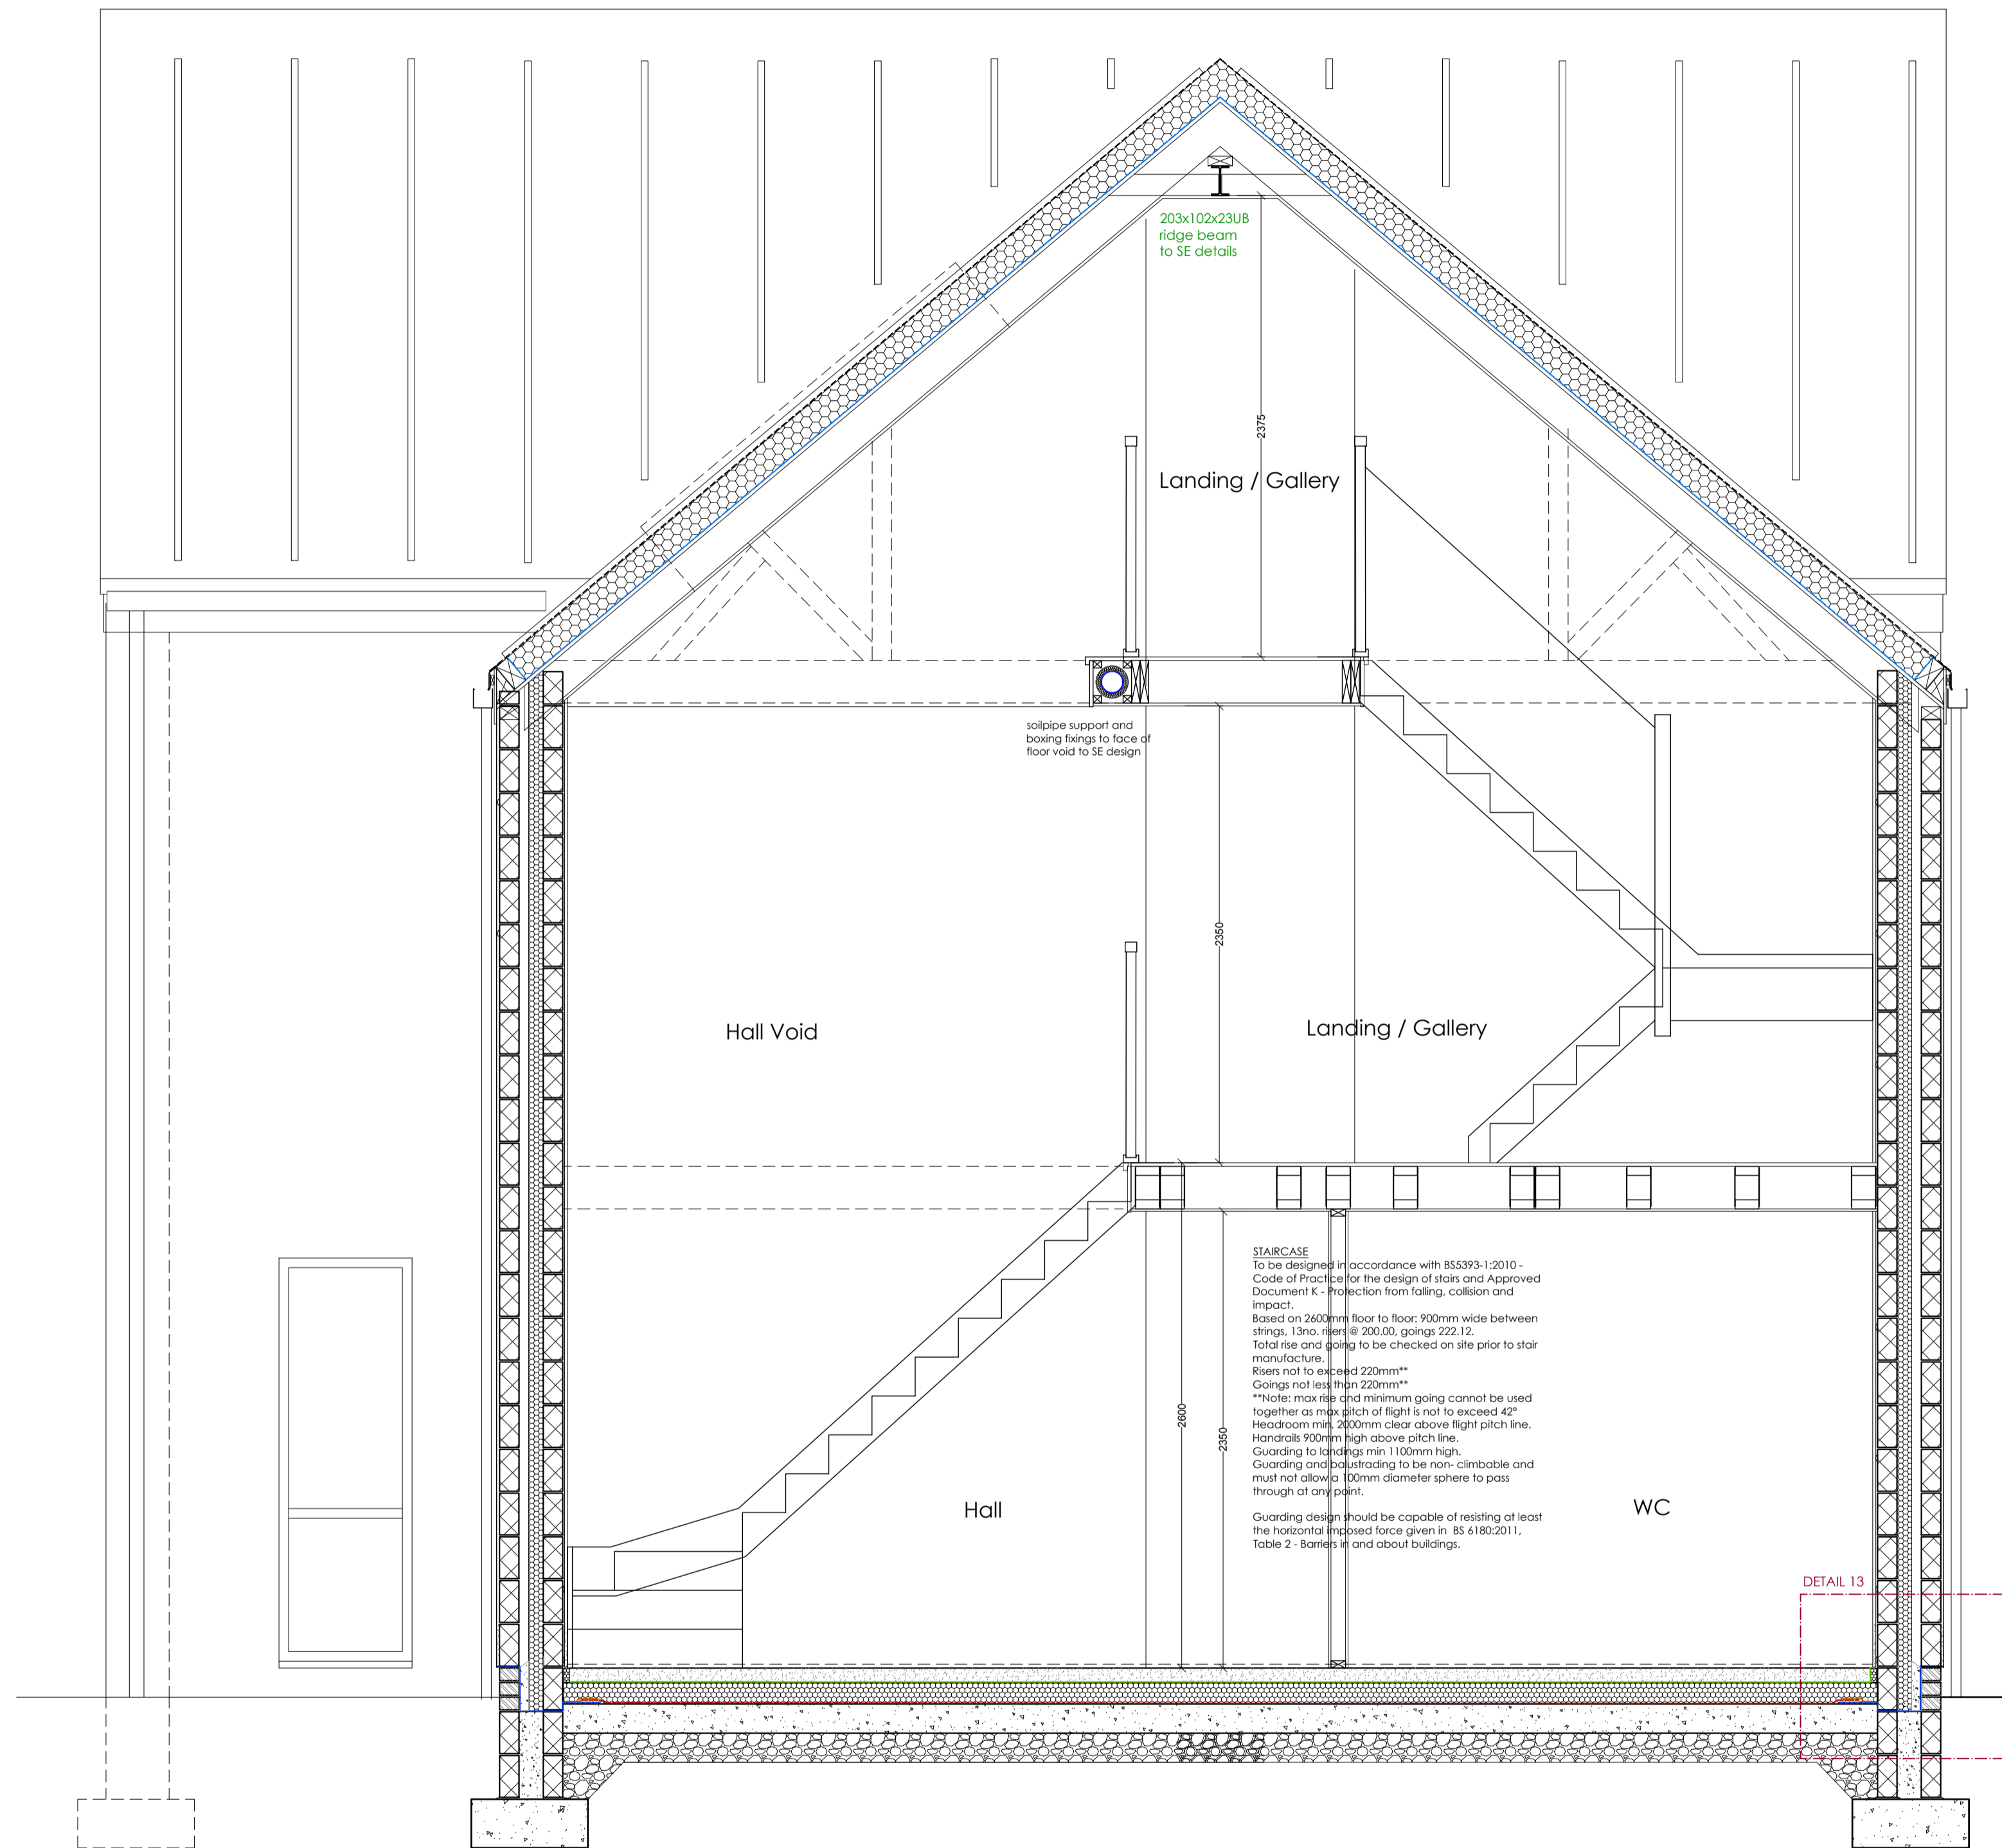 203x102x23UB
ridge beam
to SE details
2375
Landing / Gallery
soilpipe support and
boxing fixings to face of
floor void to SE design
2350
Hall Void
Landing / Gallery
STAIRCASE
To be designed in accordance with BS5393-1:2010 -
Code of Practice for the design of stairs and Approved
Document K - Protection from falling, collision and
impact.
Based on 2600mm floor to floor: 900mm wide between
strings, 13no. risers @ 200.00, goings 222.12.
Total rise and going to be checked on site prior to stair
manufacture.
Risers not to exceed 220mm**
Goings not less than 220mm**
**Note: max rise and minimum going cannot be used
together as max pitch of flight is not to exceed 42°
Headroom min. 2000mm clear above flight pitch line.
Handrails 900mm high above pitch line.
Guarding to landings min 1100mm high.
Guarding and balustrading to be non- climbable and
must not allow a 100mm diameter sphere to pass
through at any point.
Guarding design should be capable of resisting at least
the horizontal imposed force given in BS 6180:2011,
Table 2 - Barriers in and about buildings.
2600
2350
Hall
WC
DETAIL 13